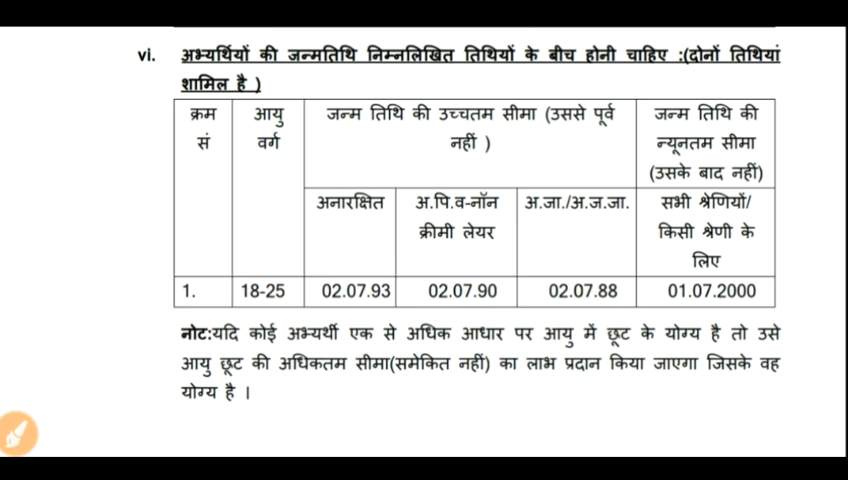 vi. अभ्यर्थियों की जन्मतिथि निम्नलिखित तिथियों के बीच होनी चाहिए :(दोनों तिथियां
शामिल है )
क्रम सं
आयु वर्ग
जन्म तिथि की उच्चतम सीमा (उससे पूर्व
नहीं )
जन्म तिथि की
न्यूनतम सीमा
(उसके बाद नहीं)
अनारक्षित
अ.पि.व-नॉन
क्रीमी लेयर
अ.जा./अ.ज.जा.
सभी श्रेणियों/
किसी श्रेणी के
लिए
1. 18-25 02.07.93 02.07.90 02.07.88 01.07.2000
नोट:यदि कोई अभ्यर्थी एक से अधिक आधार पर आयु में छूट के योग्य है तो उसे
आयु छूट की अधिकतम सीमा(समेकित नहीं) का लाभ प्रदान किया जाएगा जिसके वह
योग्य है ।